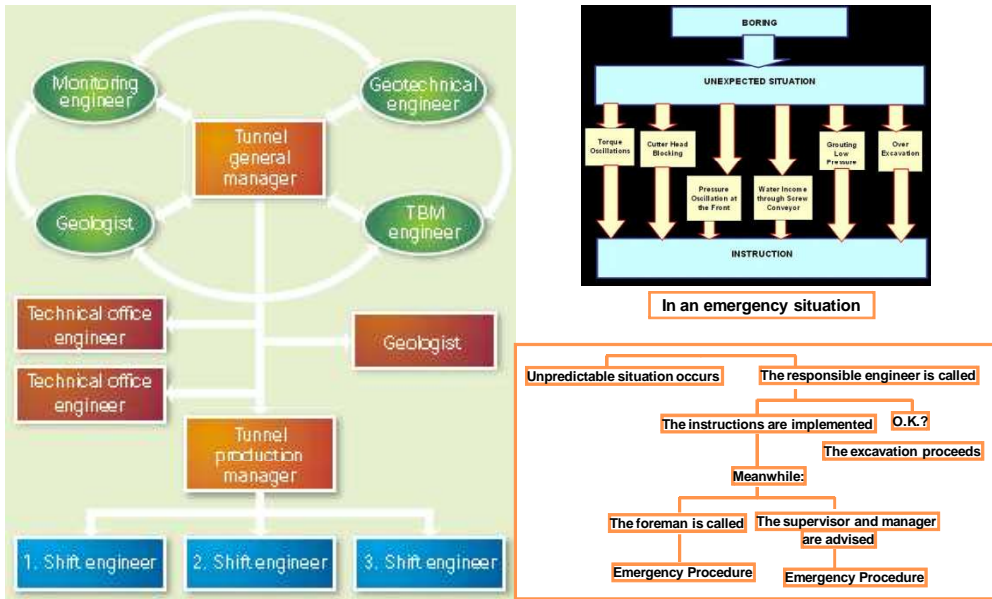 Monitoring
engineer
Geotechnical
engineer
Tunnel
general
manager
Geologist
TBM
engineer
Technical office
engineer
Geologist
Technical office
engineer
Tunnel
production
manager
1. Shift engineer
2. Shift engineer
3. Shift engineer
BORING
UNEXPECTED SITUATION
Torque
Oscillations
Cutter Head
Blocking
Grouting
Low
Pressure
Over
Excavation
Pressure
Oscillation at
the Front
Water Income
through Screw
Conveyor
INSTRUCTION
In an emergency situation
Unpredictable situation occurs
The responsible engineer is called
The instructions are implemented
O.K.?
The excavation proceeds
Meanwhile:
The foreman is called
The supervisor and manager
are advised
Emergency Procedure
Emergency Procedure